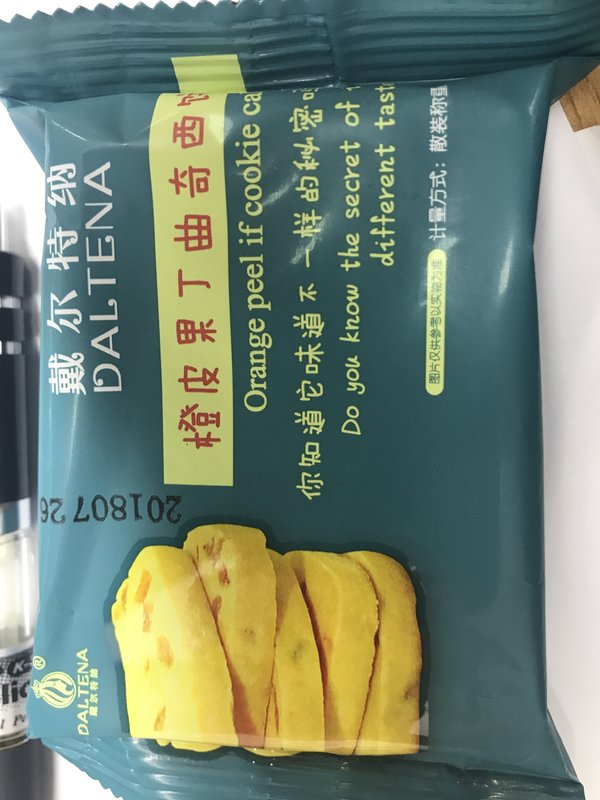 戴尔特纳
DALTENA
橙皮果丁曲奇西
Orange peel if cookie ca
你知道它味道不一样的秘密
Do you know the secret of
different tast
图片仅供参考以实物为准
计量方式：散装称重
20180726
DALTENA
戴尔特纳
®